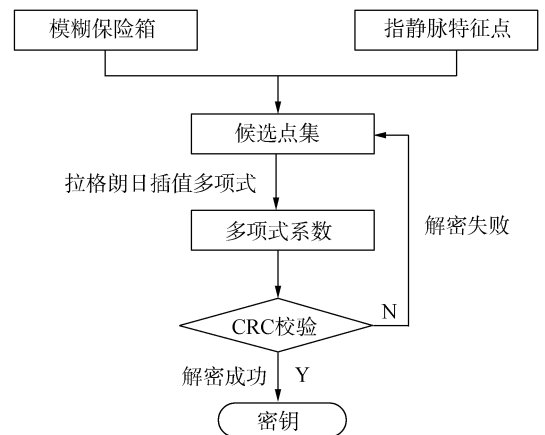 模糊保险箱
指静脉特征点
候选点集
拉格朗日插值多项式
多项式系数
解密失败
CRC校验
N
解密成功
Y
密钥